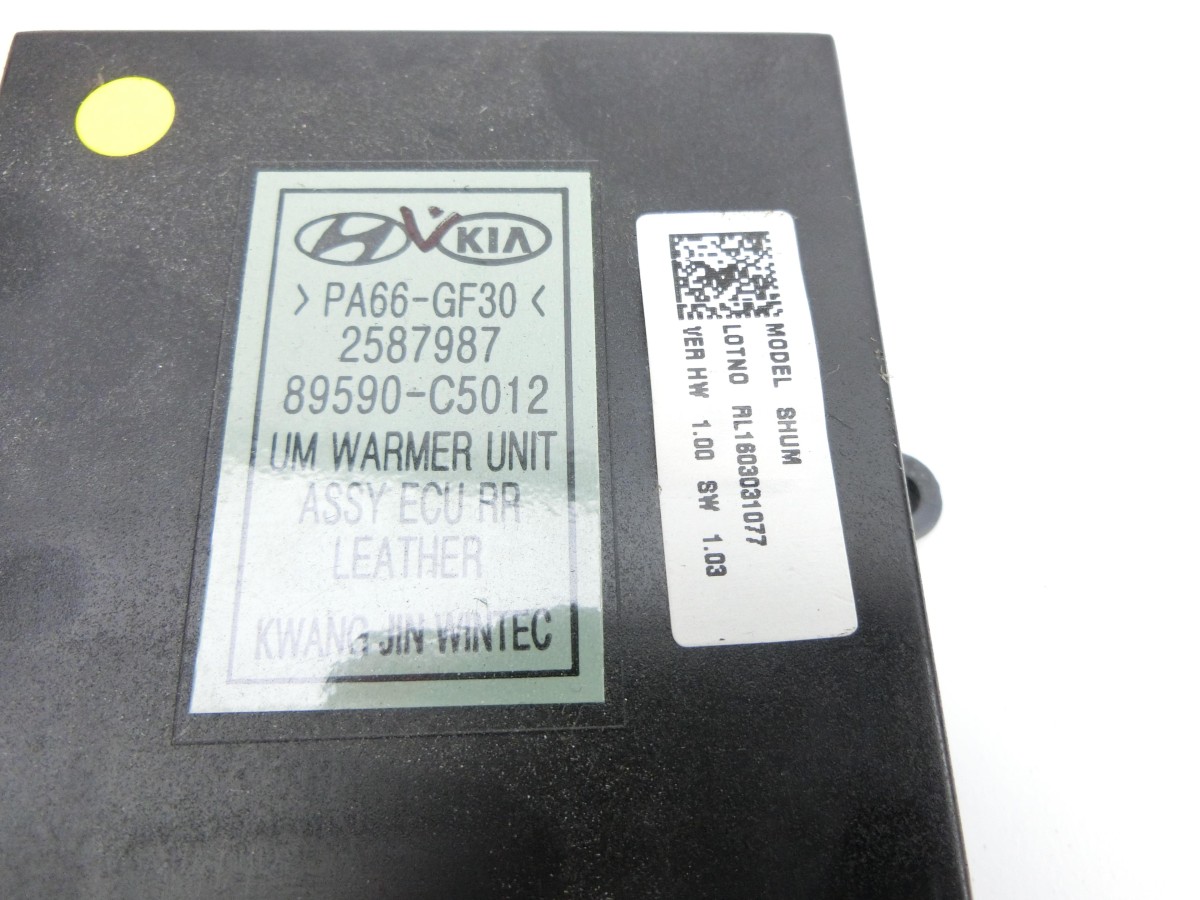 KIA
>PA66-GF30<
2587987
89590-C5012
UM WARMER UNIT
ASSY ECU RR
LEATHER
KWANG JIN WINTEC
MODEL SHUM
LOTNO RL1603031077
VER HW 1.00 SW 1.03